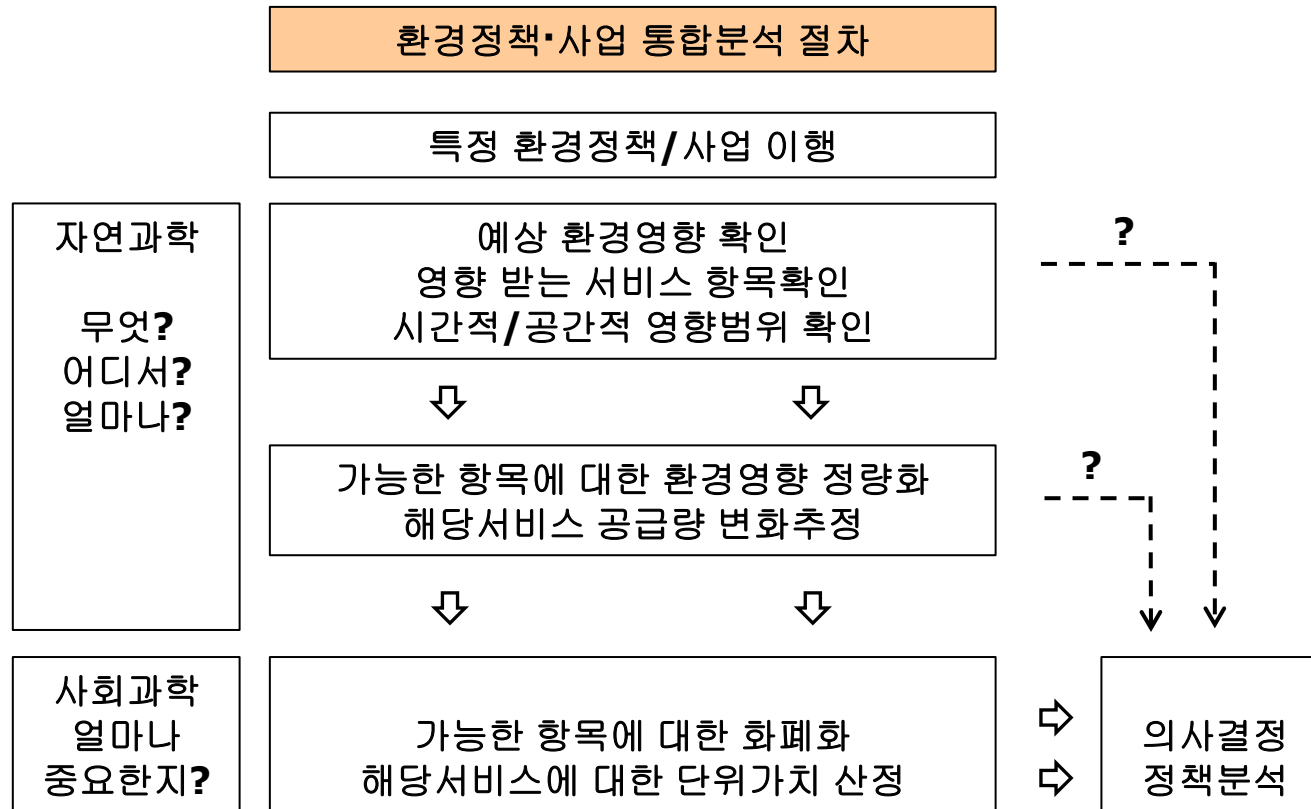 환경정책·사업 통합분석 절차
특정 환경정책/사업 이행
자연과학
무엇?
어디서?
얼마나?
예상 환경영향 확인
영향 받는 서비스 항목확인
시간적/공간적 영향범위 확인
?
가능한 항목에 대한 환경영향 정량화
해당서비스 공급량 변화추정
?
사회과학
얼마나
중요한지?
가능한 항목에 대한 화폐화
해당서비스에 대한 단위가치 산정
의사결정
정책분석